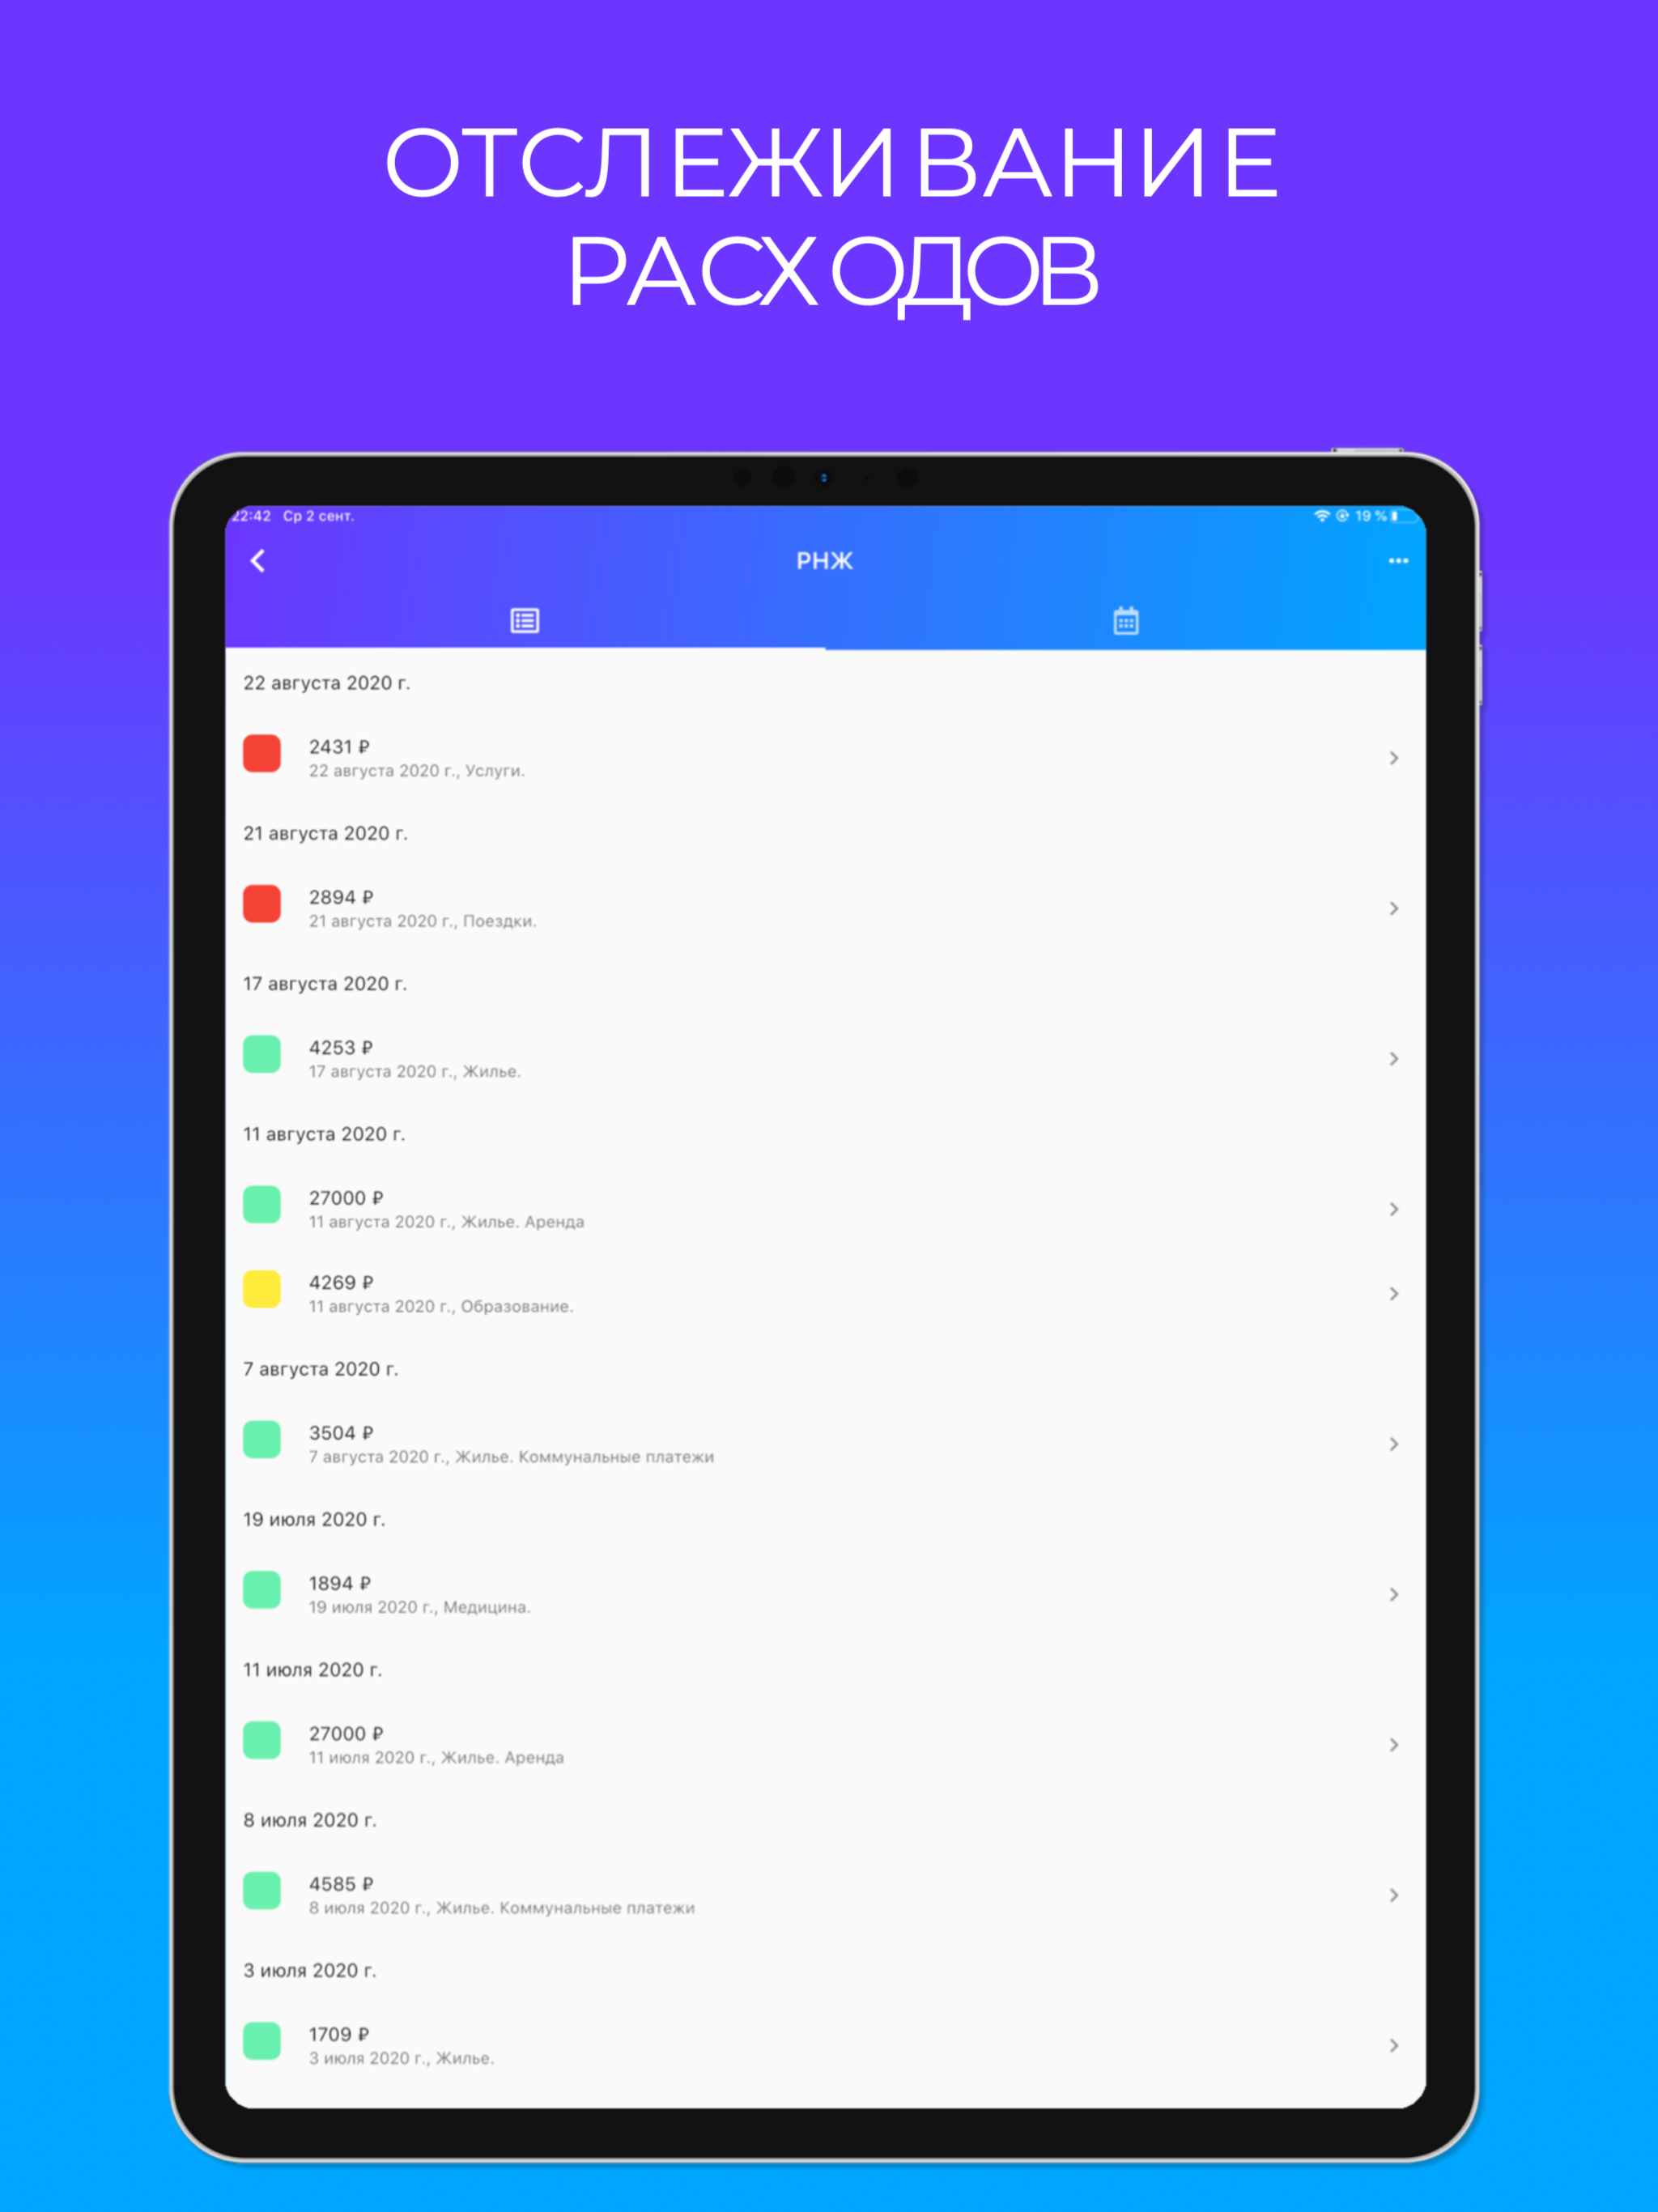 ОТСЛЕЖИВАНИЕ
РАСХОДОВ
22:42 Ср 2 сент. 19 %
РНЖ
22 августа 2020 г.
2431 ₽
22 августа 2020 г., Услуги.
21 августа 2020 г.
2894 ₽
21 августа 2020 г., Поездки.
17 августа 2020 г.
4253 ₽
17 августа 2020 г., Жилье.
11 августа 2020 г.
27000 ₽
11 августа 2020 г., Жилье. Аренда
4269 ₽
11 августа 2020 г., Образование.
7 августа 2020 г.
3504 ₽
7 августа 2020 г., Жилье. Коммунальные платежи
19 июля 2020 г.
1894 ₽
19 июля 2020 г., Медицина.
11 июля 2020 г.
27000 ₽
11 июля 2020 г., Жилье. Аренда
8 июля 2020 г.
4585 ₽
8 июля 2020 г., Жилье. Коммунальные платежи
3 июля 2020 г.
1709 ₽
3 июля 2020 г., Жилье.